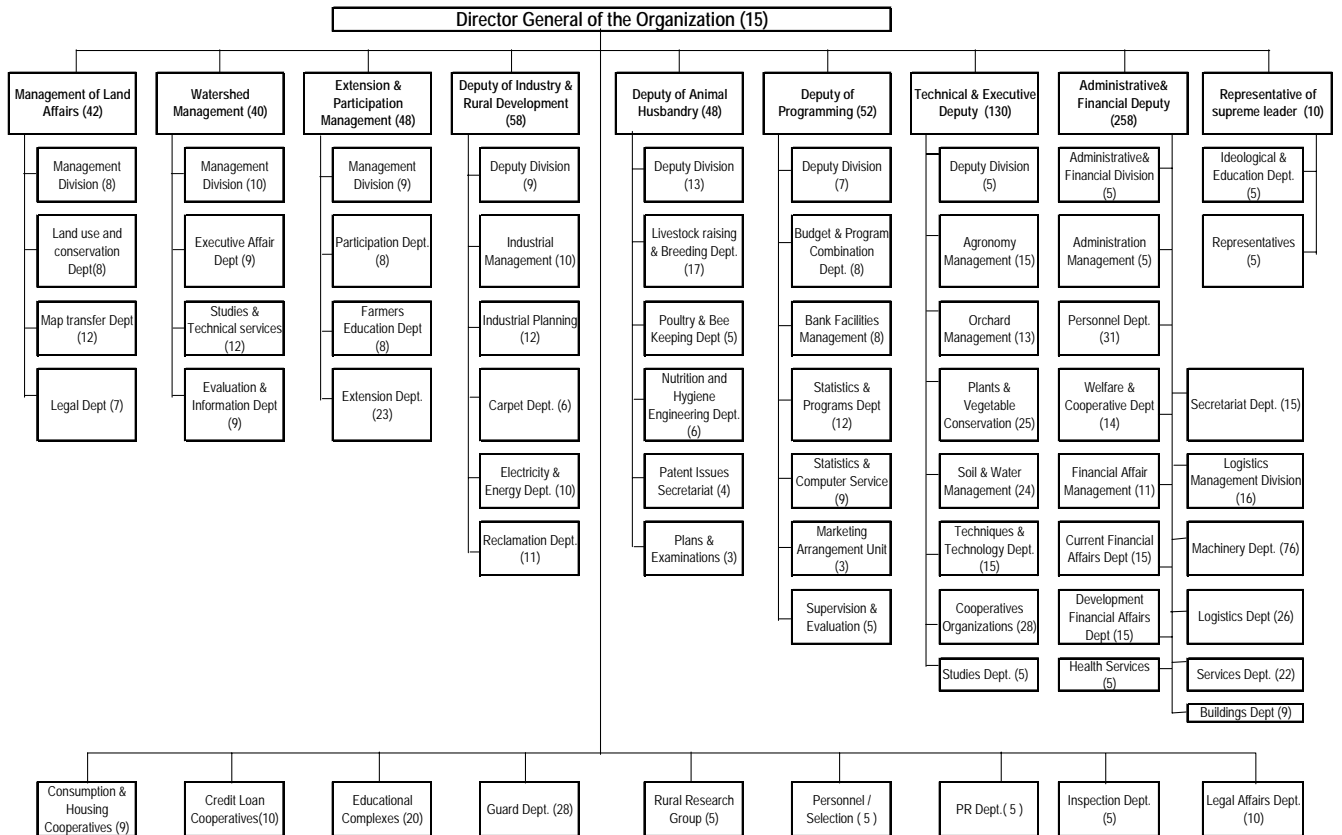 Director General of the Organization (15)
Management of Land
Affairs (42)
Watershed
Management (40)
Extension &
Participation
Management (48)
Deputy of Industry &
Rural Development
(58)
Deputy of Animal
Husbandry (48)
Deputy of
Programming (52)
Technical & Executive
Deputy (130)
Administrative&
Financial Deputy
(258)
Representative of
supreme leader (10)
Management
Division (8)
Land use and
conservation
Dept(8)
Map transfer Dept
(12)
Legal Dept (7)
Management
Division (10)
Executive Affair
Dept (9)
Studies &
Technical services
(12)
Evaluation &
Information Dept
(9)
Management
Division (9)
Participation Dept.
(8)
Farmers
Education Dept
(8)
Extension Dept.
(23)
Deputy Division
(9)
Industrial
Management (10)
Industrial Planning
(12)
Carpet Dept. (6)
Electricity &
Energy Dept. (10)
Reclamation Dept.
(11)
Deputy Division
(13)
Livestock raising
& Breeding Dept.
(17)
Poultry & Bee
Keeping Dept (5)
Nutrition and
Hygiene
Engineering Dept.
(6)
Patent Issues
Secretariat (4)
Plans &
Examinations (3)
Deputy Division
(7)
Budget & Program
Combination
Dept. (8)
Bank Facilities
Management (8)
Statistics &
Programs Dept
(12)
Statistics &
Computer Service
(9)
Marketing
Arrangement Unit
(3)
Supervision &
Evaluation (5)
Deputy Division
(5)
Agronomy
Management (15)
Orchard
Management (13)
Plants &
Vegetable
Conservation (25)
Soil & Water
Management (24)
Techniques &
Technology Dept.
(15)
Cooperatives
Organizations (28)
Studies Dept. (5)
Administrative&
Financial Division
(5)
Administration
Management (5)
Personnel Dept.
(31)
Welfare &
Cooperative Dept
(14)
Financial Affair
Management (11)
Current Financial
Affairs Dept (15)
Development
Financial Affairs
Dept (15)
Health Services
(5)
Ideological &
Education Dept.
(5)
Representatives
(5)
Secretariat Dept. (15)
Logistics
Management Division
(16)
Machinery Dept. (76)
Logistics Dept (26)
Services Dept. (22)
Buildings Dept (9)
Consumption &
Housing
Cooperatives (9)
Credit Loan
Cooperatives(10)
Educational
Complexes (20)
Guard Dept. (28)
Rural Research
Group (5)
Personnel /
Selection ( 5 )
PR Dept.( 5 )
Inspection Dept.
(5)
Legal Affairs Dept.
(10)